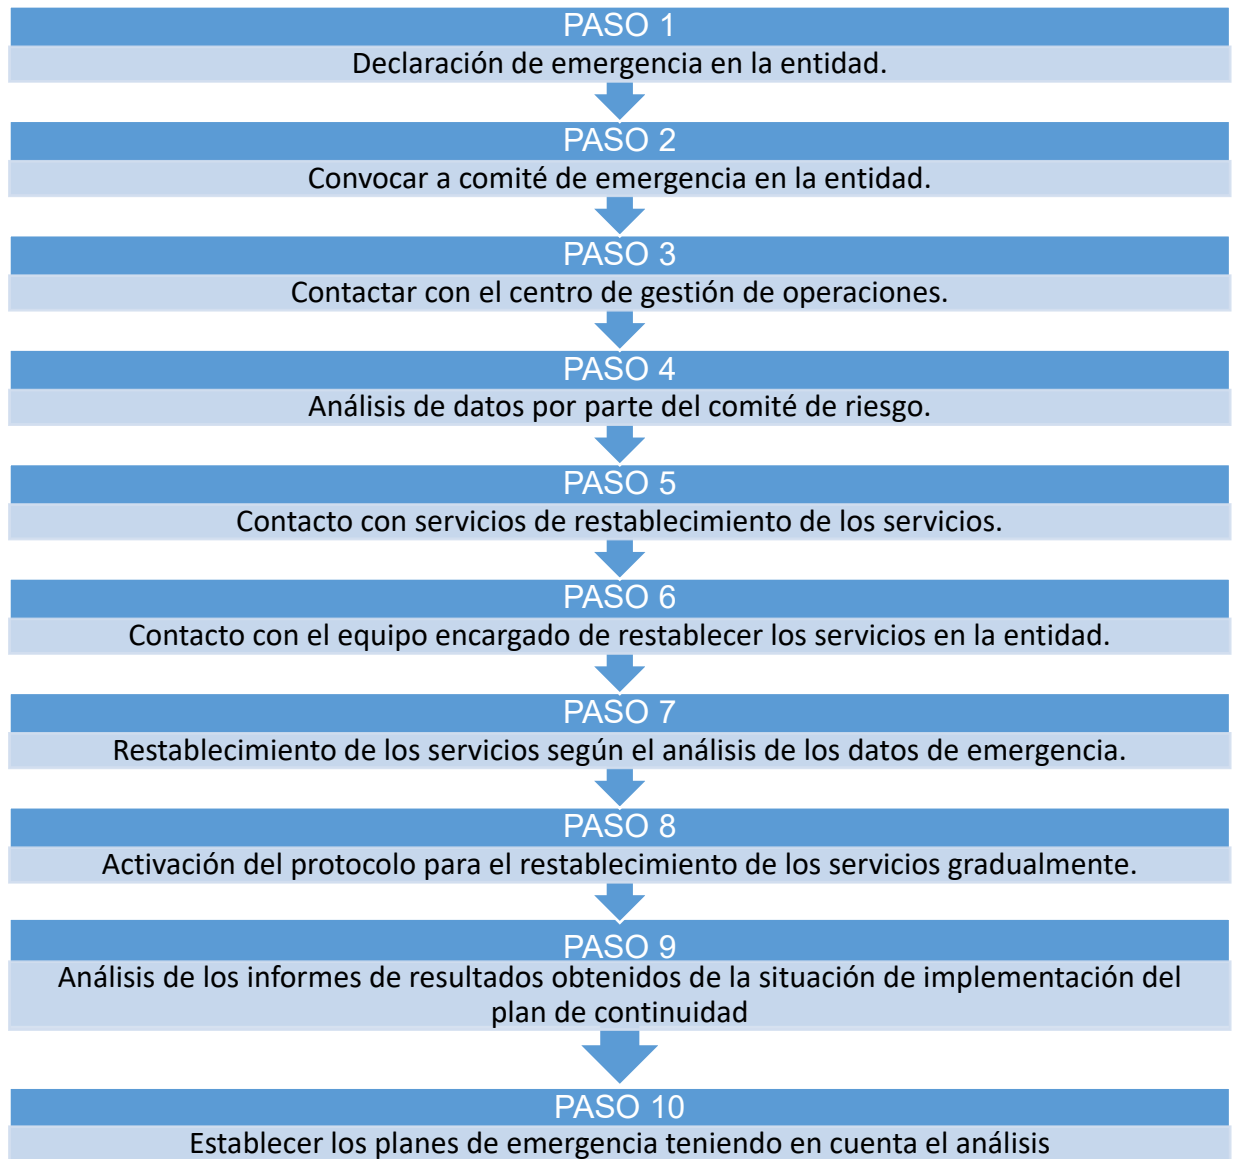 PASO 1
Declaración de emergencia en la entidad.
PASO 2
Convocar a comité de emergencia en la entidad.
PASO 3
Contactar con el centro de gestión de operaciones.
PASO 4
Análisis de datos por parte del comité de riesgo.
PASO 5
Contacto con servicios de restablecimiento de los servicios.
PASO 6
Contacto con el equipo encargado de restablecer los servicios en la entidad.
PASO 7
Restablecimiento de los servicios según el análisis de los datos de emergencia.
PASO 8
Activación del protocolo para el restablecimiento de los servicios gradualmente.
PASO 9
Análisis de los informes de resultados obtenidos de la situación de implementación del
plan de continuidad
PASO 10
Establecer los planes de emergencia teniendo en cuenta el análisis